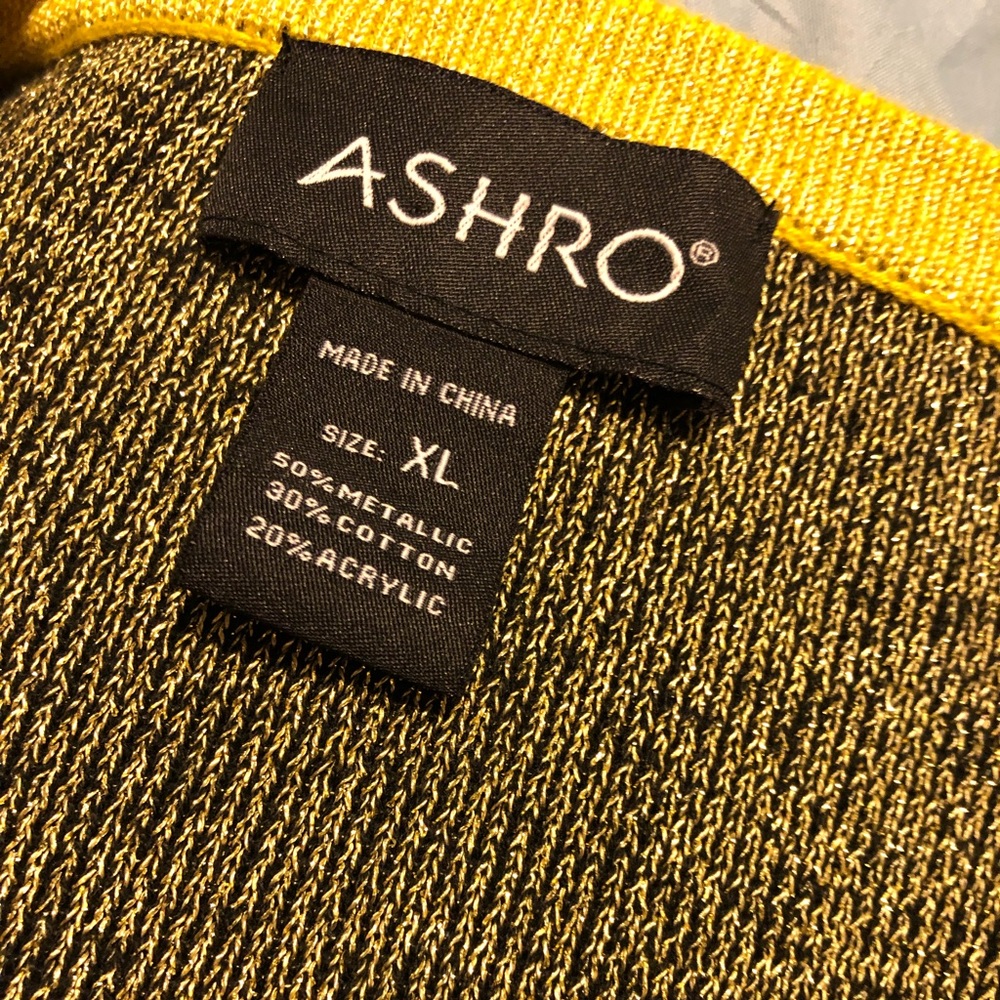 ASHRO®
MADE IN CHINA
SIZE: XL
50%METALLIC
30%COTTON
20%ACRYLIC